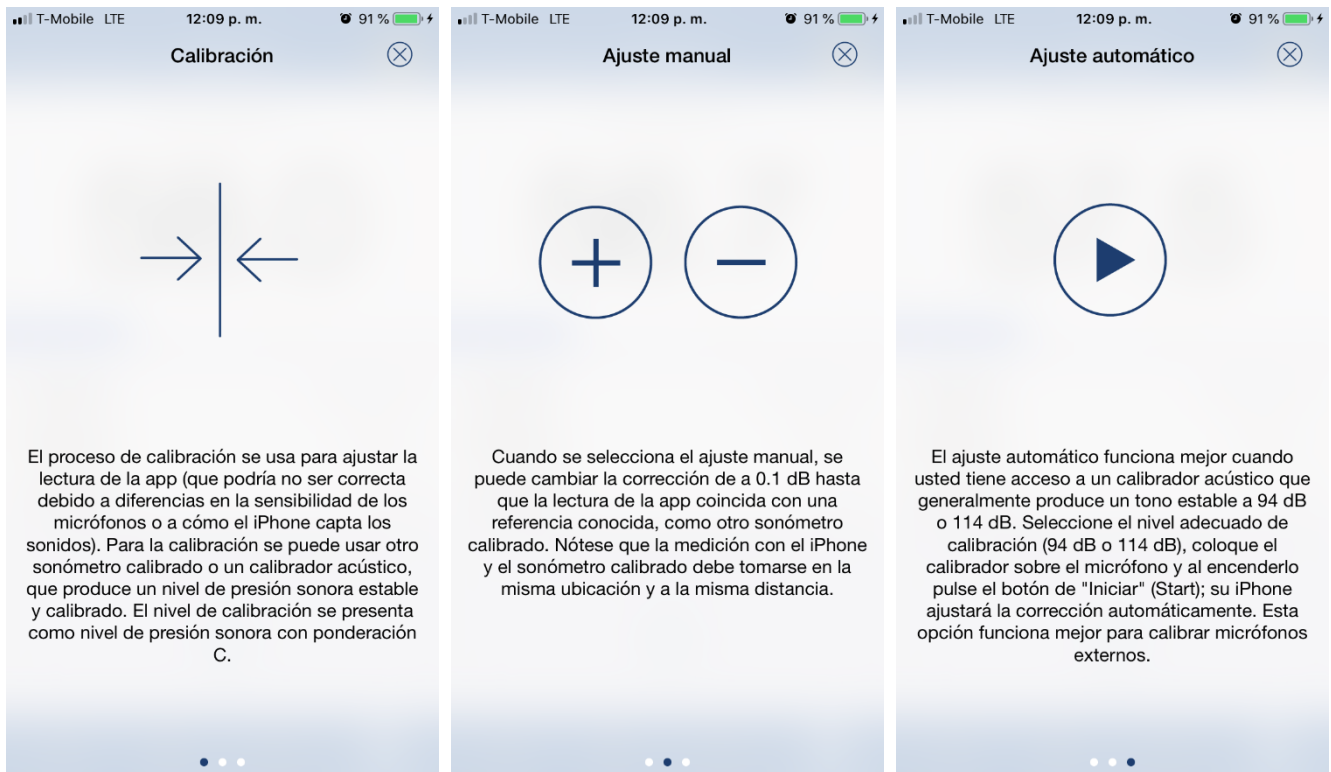 T-Mobile LTE 12:09 p. m. 91 %
Calibración
El proceso de calibración se usa para ajustar la
lectura de la app (que podría no ser correcta
debido a diferencias en la sensibilidad de los
micrófonos o a cómo el iPhone capta los
sonidos). Para la calibración se puede usar otro
sonómetro calibrado o un calibrador acústico,
que produce un nivel de presión sonora estable
y calibrado. El nivel de calibración se presenta
como nivel de presión sonora con ponderación
C.
T-Mobile LTE 12:09 p. m. 91 %
Ajuste manual
Cuando se selecciona el ajuste manual, se
puede cambiar la corrección de a 0.1 dB hasta
que la lectura de la app coincida con una
referencia conocida, como otro sonómetro
calibrado. Nótese que la medición con el iPhone
y el sonómetro calibrado debe tomarse en la
misma ubicación y a la misma distancia.
T-Mobile LTE 12:09 p. m. 91 %
Ajuste automático
El ajuste automático funciona mejor cuando
usted tiene acceso a un calibrador acústico que
generalmente produce un tono estable a 94 dB
o 114 dB. Seleccione el nivel adecuado de
calibración (94 dB o 114 dB), coloque el
calibrador sobre el micrófono y al encenderlo
pulse el botón de "Iniciar" (Start); su iPhone
ajustará la corrección automáticamente. Esta
opción funciona mejor para calibrar micrófonos
externos.